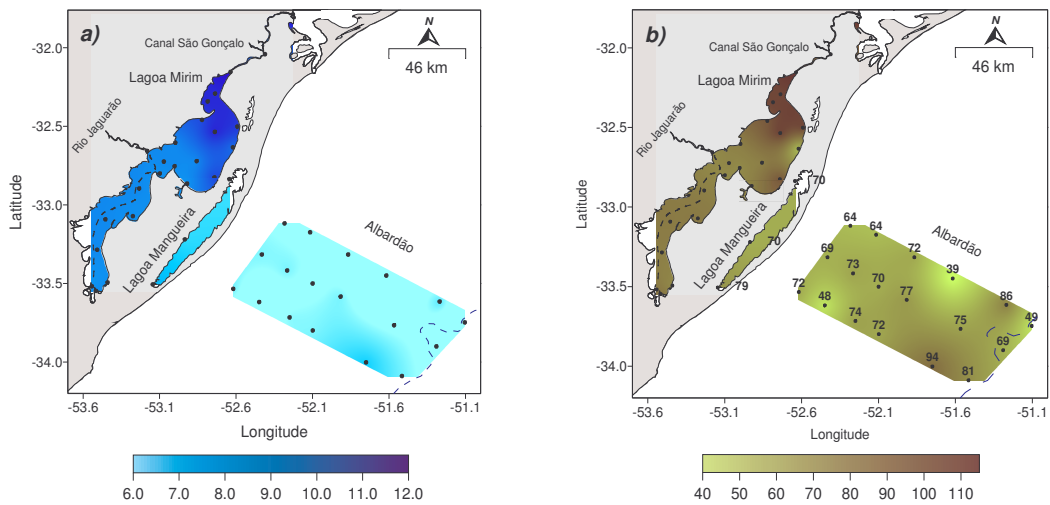 a)
N
46 km
Canal São Gonçalo
Lagoa Mirim
Rio Jaguarão
Lagoa Mangueira
Albardão
Latitude
-32.0
-32.5
-33.0
-33.5
-34.0
-53.6 -53.1 -52.6 -52.1 -51.6 -51.1
Longitude
6.0 7.0 8.0 9.0 10.0 11.0 12.0
b)
N
46 km
Canal São Gonçalo
Lagoa Mirim
Rio Jaguarão
Lagoa Mangueira
Albardão
70
70
79
64
64
69
72
73
70
39
72
48
77
86
74
72
75
49
69
94
81
Latitude
-32.0
-32.5
-33.0
-33.5
-34.0
-53.6 -53.1 -52.6 -52.1 -51.6 -51.1
Longitude
40 50 60 70 80 90 100 110